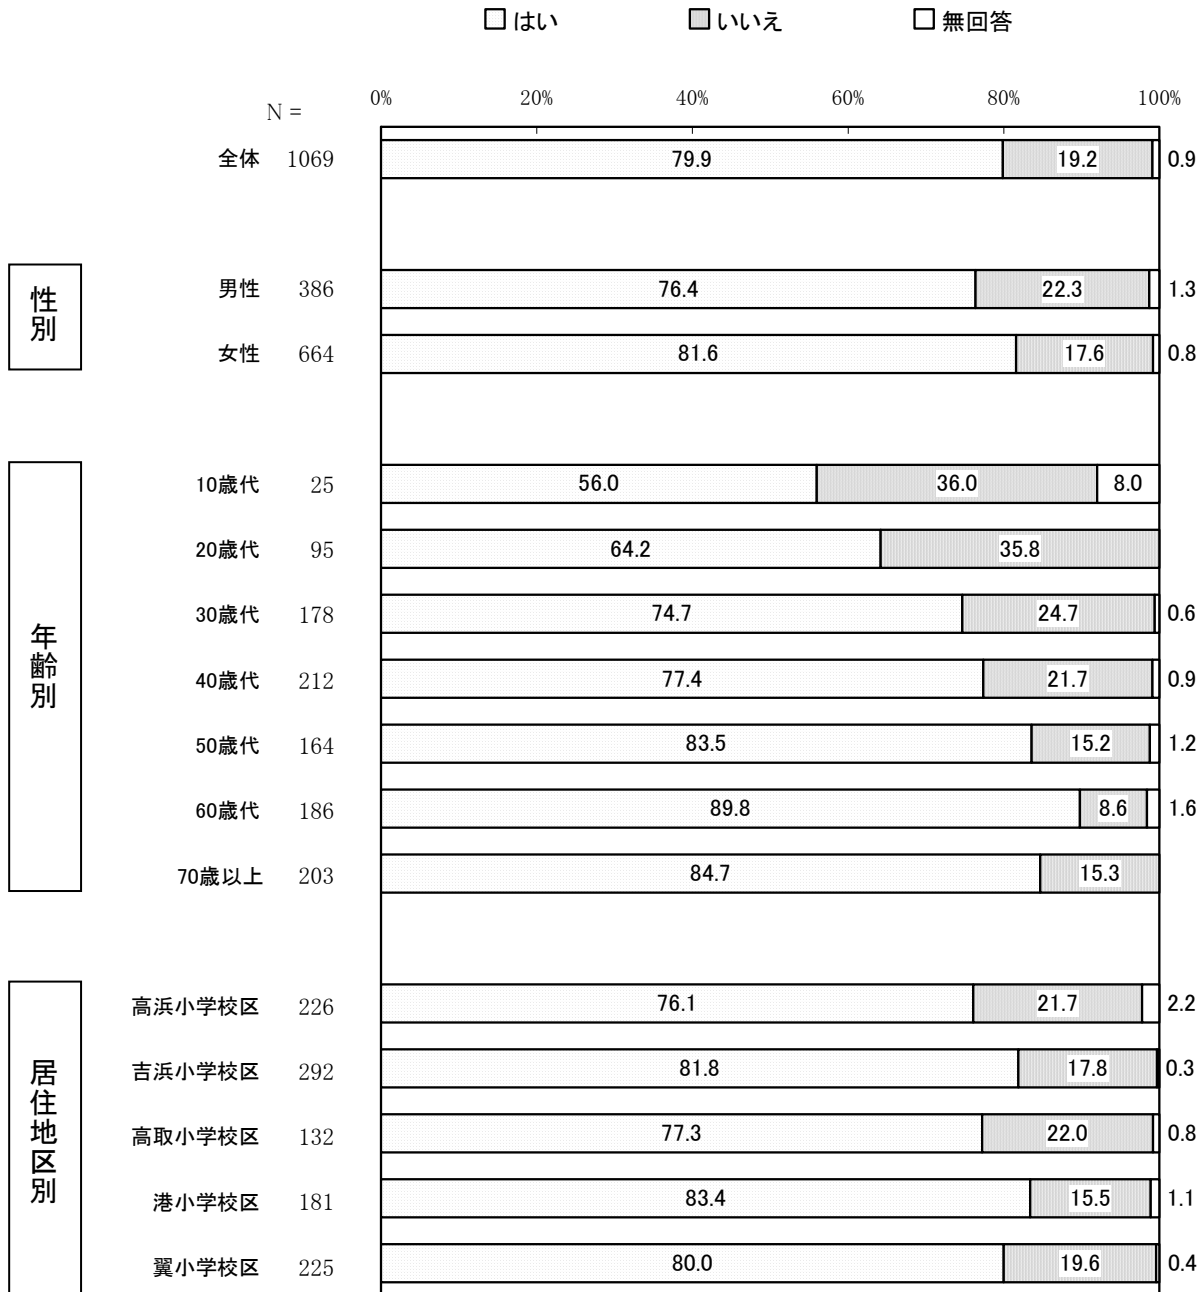 はい いいえ 無回答
N = 0% 20% 40% 60% 80% 100%
全体 1069 79.9 19.2 0.9
性別
男性 386 76.4 22.3 1.3
女性 664 81.6 17.6 0.8
年齢別
10歳代 25 56.0 36.0 8.0
20歳代 95 64.2 35.8
30歳代 178 74.7 24.7 0.6
40歳代 212 77.4 21.7 0.9
50歳代 164 83.5 15.2 1.2
60歳代 186 89.8 8.6 1.6
70歳以上 203 84.7 15.3
居住地区別
高浜小学校区 226 76.1 21.7 2.2
吉浜小学校区 292 81.8 17.8 0.3
高取小学校区 132 77.3 22.0 0.8
港小学校区 181 83.4 15.5 1.1
翼小学校区 225 80.0 19.6 0.4